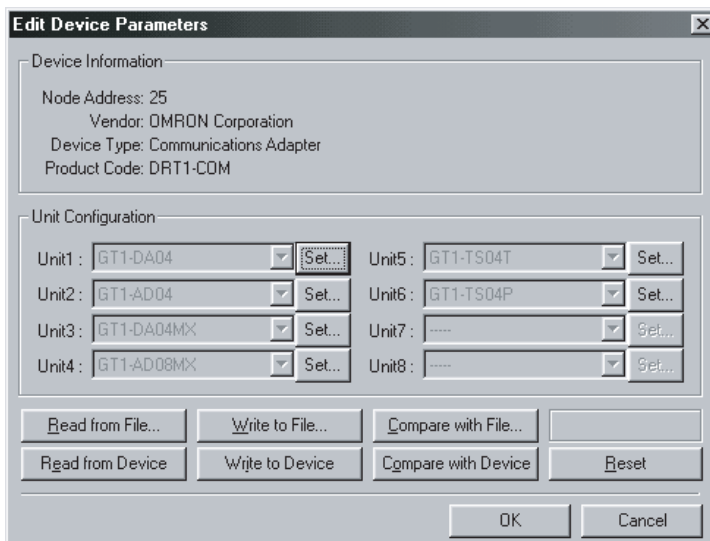 Edit Device Parameters
Device Information
Node Address: 25
Vendor: OMRON Corporation
Device Type: Communications Adapter
Product Code: DRT1-COM
Unit Configuration
Unit1 : GT1-DA04 Set... Unit5 : GT1-TS04T Set...
Unit2 : GT1-AD04 Set... Unit6 : GT1-TS04P Set...
Unit3 : GT1-DA04MX Set... Unit7 : ----- Set...
Unit4 : GT1-AD08MX Set... Unit8 : ----- Set...
Read from File... Write to File... Compare with File...
Read from Device Write to Device Compare with Device Reset
OK Cancel